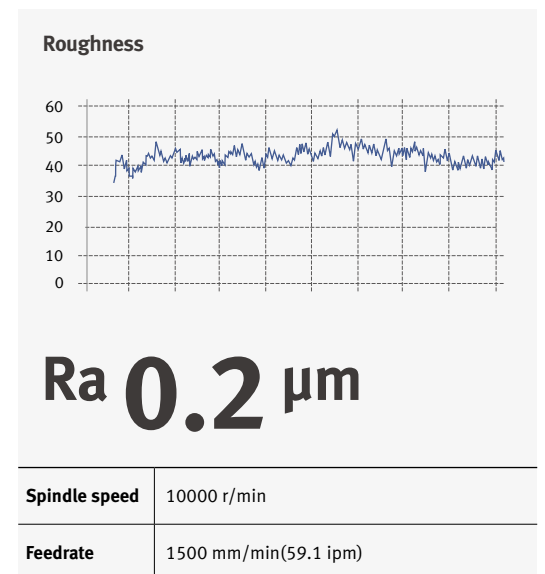 Roughness
60
50
40
30
20
10
0
Ra 0.2 µm
Spindle speed 10000 r/min
Feedrate 1500 mm/min(59.1 ipm)